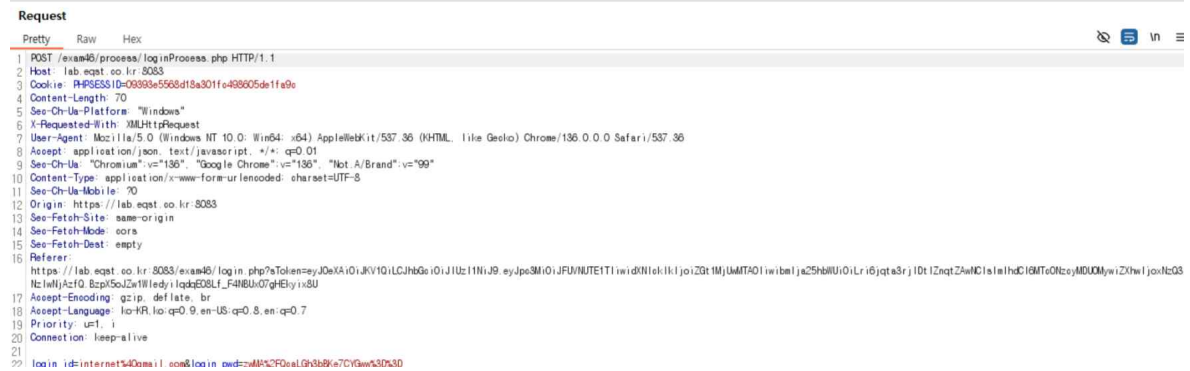 Request
Pretty Raw Hex
\n
1 POST /exam46/process/loginProcess.php HTTP/1.1
2 Host: lab.eqst.co.kr:8083
3 Cookie: PHPSESSID=09393e5568d18a301fc498605de1fa9c
4 Content-Length: 70
5 Sec-Ch-Ua-Platform: "Windows"
6 X-Requested-With: XMLHttpRequest
7 User-Agent: Mozilla/5.0 (Windows NT 10.0; Win64; x64) AppleWebKit/537.36 (KHTML, like Gecko) Chrome/136.0.0.0 Safari/537.36
8 Accept: application/json, text/javascript, */*; q=0.01
9 Sec-Ch-Ua: "Chromium";v="136", "Google Chrome";v="136", "Not.A/Brand";v="99"
10 Content-Type: application/x-www-form-urlencoded; charset=UTF-8
11 Sec-Ch-Ua-Mobile: ?0
12 Origin: https://lab.eqst.co.kr:8083
13 Sec-Fetch-Site: same-origin
14 Sec-Fetch-Mode: cors
15 Sec-Fetch-Dest: empty
16 Referer:
17 Accept-Encoding: gzip, deflate, br
18 Accept-Language: ko-KR,ko;q=0.9,en-US;q=0.8,en;q=0.7
19 Priority: u=1, i
20 Connection: keep-alive
21
22 login_id=internet%40gmail.com&login_pwd=zwMA%2FQcaLGh3bBKe7CYGww%3D%3D